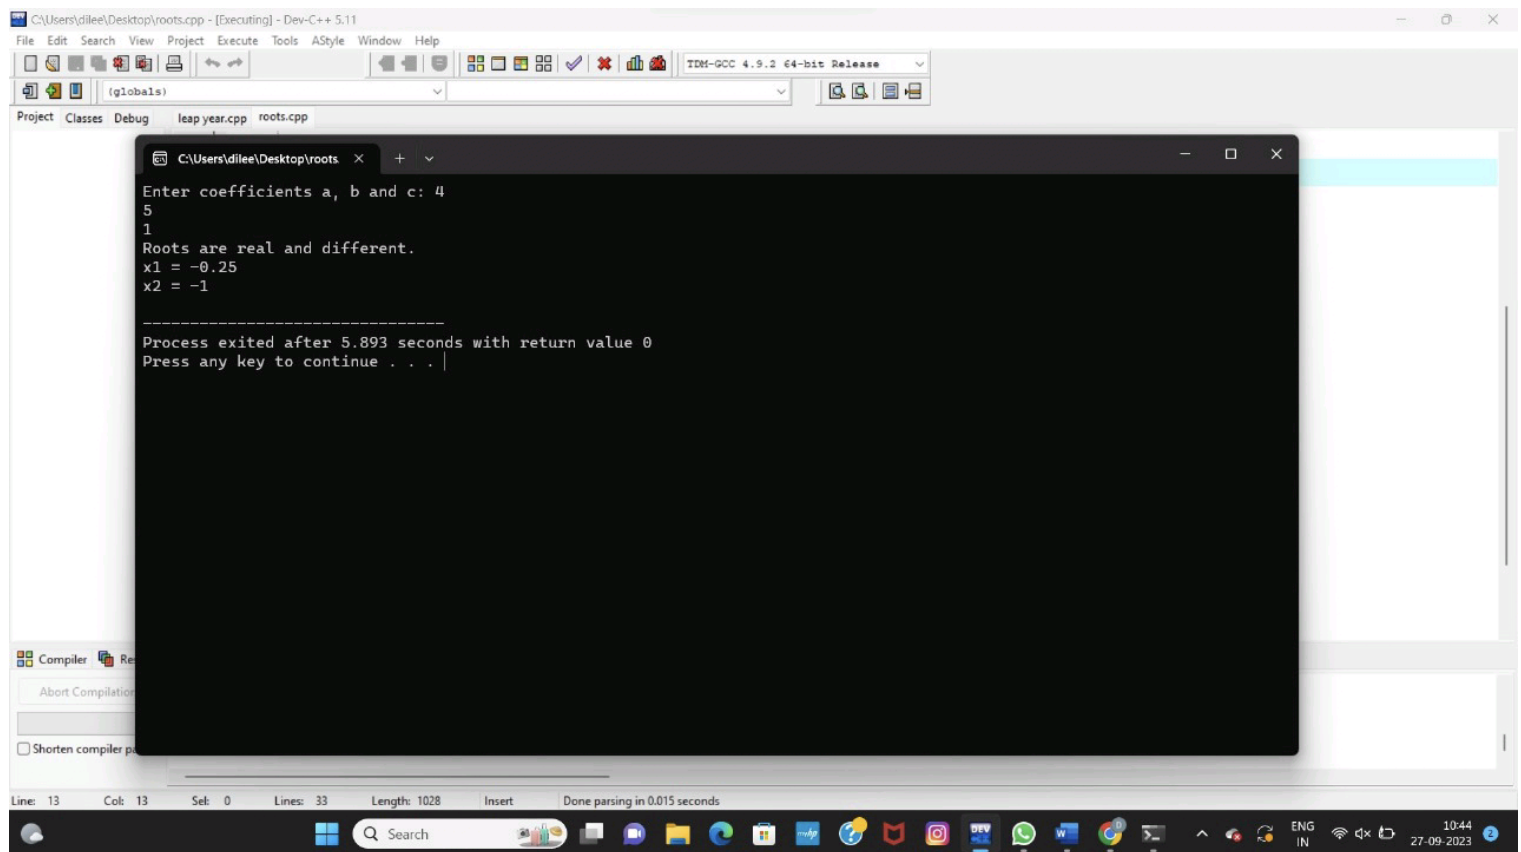 C:\Users\dilee\Desktop\roots.cpp - [Executing] - Dev-C++ 5.11
File Edit Search View Project Execute Tools AStyle Window Help
TDM-GCC 4.9.2 64-bit Release
(globals)
Project Classes Debug leap year.cpp roots.cpp
C:\Users\dilee\Desktop\roots.
Enter coefficients a, b and c: 4
5
1
Roots are real and different.
x1 = -0.25
x2 = -1
--------------------------------
Process exited after 5.893 seconds with return value 0
Press any key to continue . . .
Compiler
Abort Compilation
Shorten compiler
Line: 13 Col: 13 Sel: 0 Lines: 33 Length: 1028 Insert Done parsing in 0.015 seconds
Search
DEV
ENG
IN
10:44
27-09-2023
2